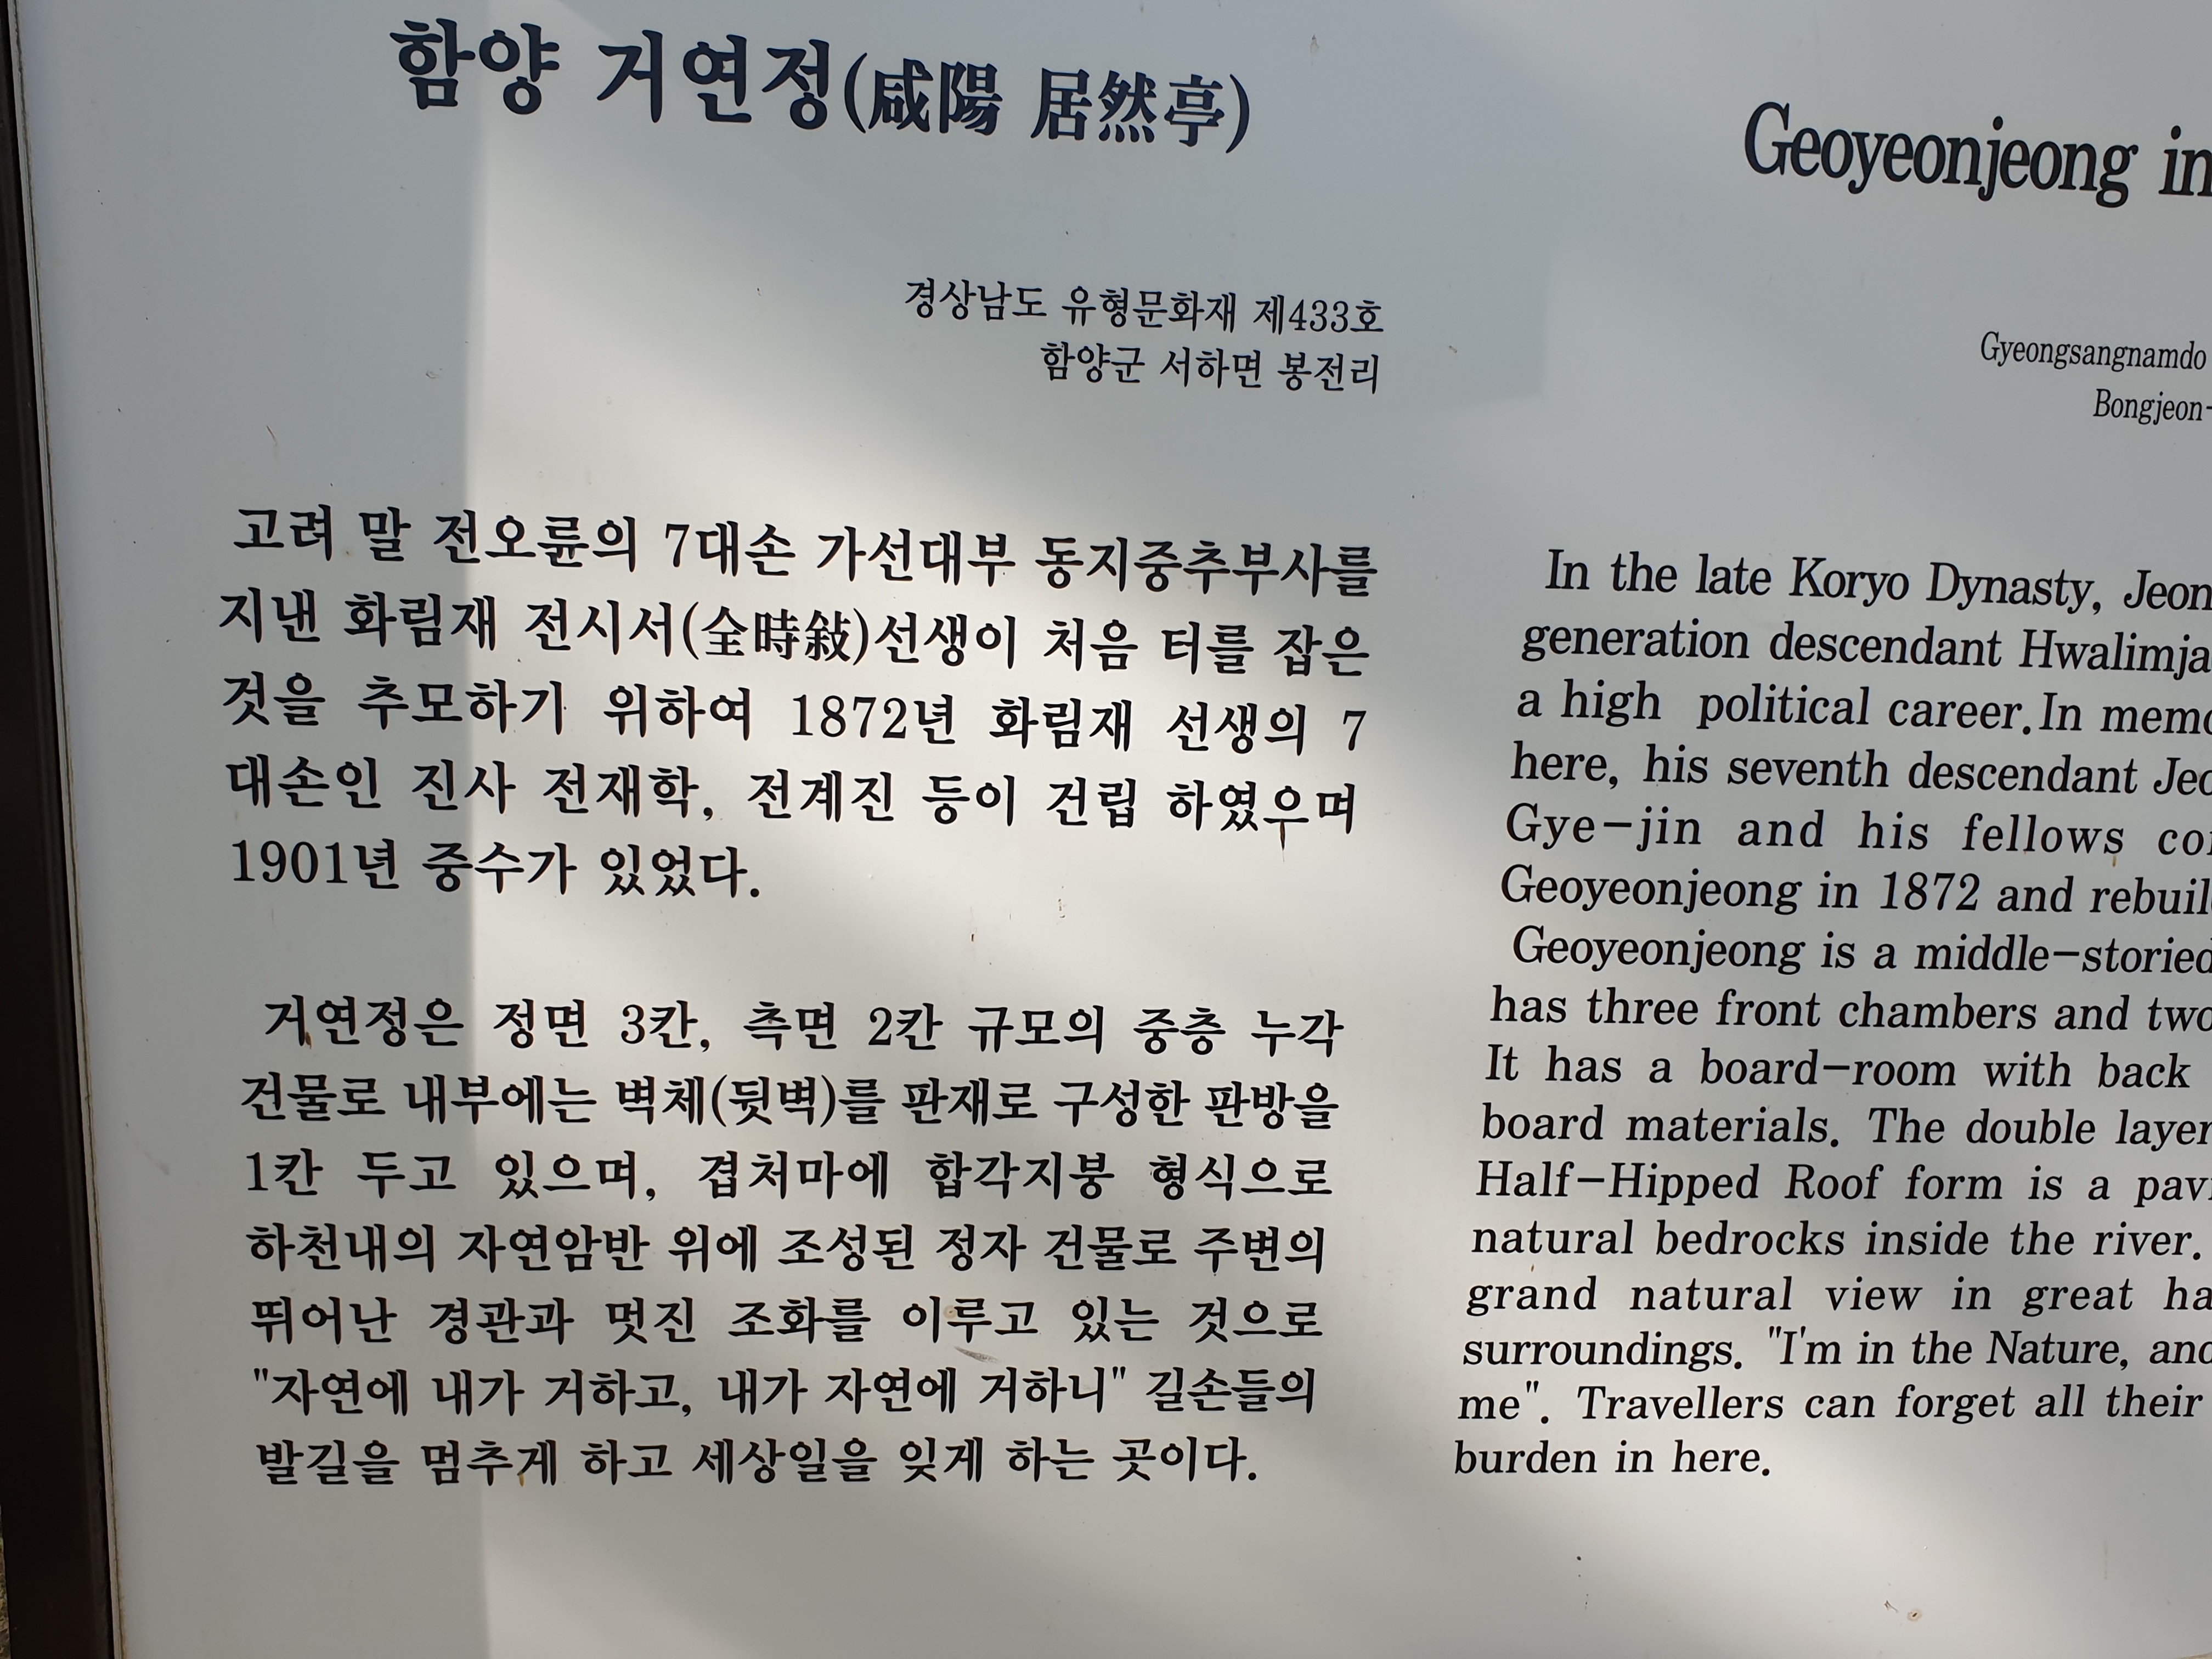 함양 거연정(咸陽 居然亭)
경상남도 유형문화재 제433호
함양군 서하면 봉전리
고려 말 전오륜의 7대손 가선대부 동지중추부사를
지낸 화림재 전시서(全時敍)선생이 처음 터를 잡은
것을 추모하기 위하여 1872년 화림재 선생의 7
대손인 진사 전재학, 전계진 등이 건립 하였우며
1901년 중수가 있었다.
거연정은 정면 3칸, 측면 2칸 규모의 중층 누각
건물로 내부에는 벽체(뒷벽)를 판재로 구성한 판방을
1칸 두고 있으며, 겹처마에 합각지붕 형식으로
하천내의 자연암반 위에 조성된 정자 건물로 주변의
뛰어난 경관과 멋진 조화를 이루고 있는 것으로
"자연에 내가 거하고, 내가 자연에 거하니" 길손들의
발길을 멈추게 하고 세상일을 잊게 하는 곳이다.
Geoyeonjeong in
Gyeongsangnamdo
Bongjeon-
In the late Koryo Dynasty, Jeon
generation descendant Hwalimja
a high political career. In memo
here, his seventh descendant Jeo
Gye-jin and his fellows co
Geoyeonjeong in 1872 and rebuil
Geoyeonjeong is a middle-storied
has three front chambers and two
It has a board-room with back
board materials. The double layer
Half-Hipped Roof form is a pav
natural bedrocks inside the river.
grand natural view in great ha
surroundings. "I'm in the Nature, and
me". Travellers can forget all their
burden in here.